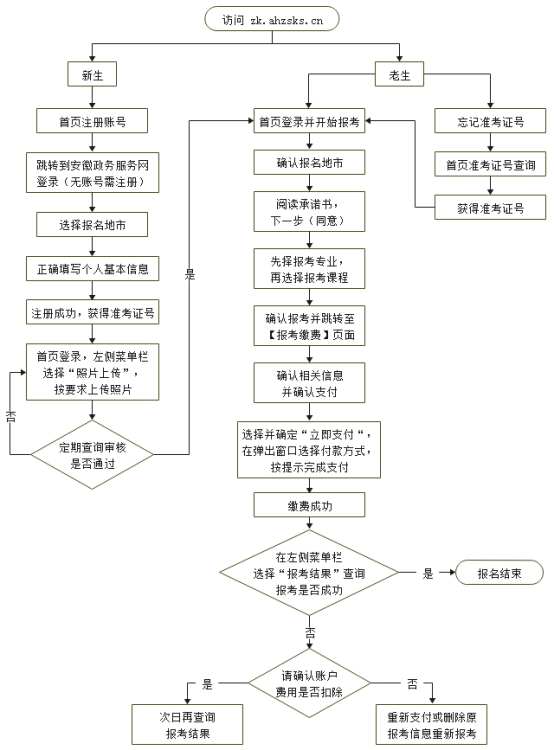 访问 zk.ahzsks.cn
新生
首页注册账号
跳转到安徽政务服务网
登录（无账号需注册）
选择报名地市
正确填写个人基本信息
注册成功，获得准考证号
首页登录，左侧菜单栏
选择“照片上传”，
按要求上传照片
否
定期查询审核
是否通过
是
老生
忘记准考证号
首页准考证号查询
获得准考证号
首页登录并开始报考
确认报名地市
阅读承诺书，
下一步（同意）
先择报考专业，
再选择报考课程
确认报考并跳转至
【报考缴费】页面
确认相关信息
并确认支付
选择并确定“立即支付“，
在弹出窗口选择付款方式，
按提示完成支付
缴费成功
在左侧菜单栏
选择“报考结果”查询
报考是否成功
是
报名结束
否
请确认账户
费用是否扣除
是
否
次日再查询
报考结果
重新支付或删除原
报考信息重新报考